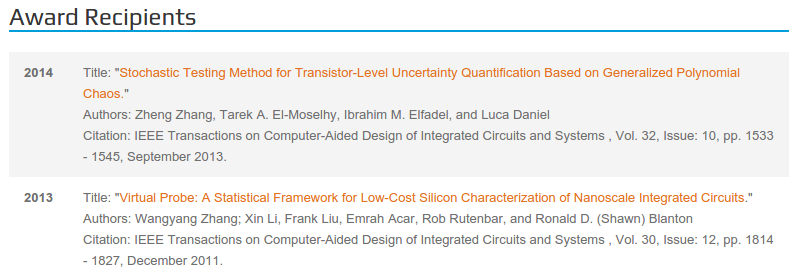 Award Recipients
2014 Title: "Stochastic Testing Method for Transistor-Level Uncertainty Quantification Based on Generalized Polynomial
Chaos."
Authors: Zheng Zhang, Tarek A. El-Moselhy, Ibrahim M. Elfadel, and Luca Daniel
Citation: IEEE Transactions on Computer-Aided Design of Integrated Circuits and Systems , Vol. 32, Issue: 10, pp. 1533
- 1545, September 2013.
2013 Title: "Virtual Probe: A Statistical Framework for Low-Cost Silicon Characterization of Nanoscale Integrated Circuits."
Authors: Wangyang Zhang; Xin Li, Frank Liu, Emrah Acar, Rob Rutenbar, and Ronald D. (Shawn) Blanton
Citation: IEEE Transactions on Computer-Aided Design of Integrated Circuits and Systems , Vol. 30, Issue: 12, pp. 1814
- 1827, December 2011.